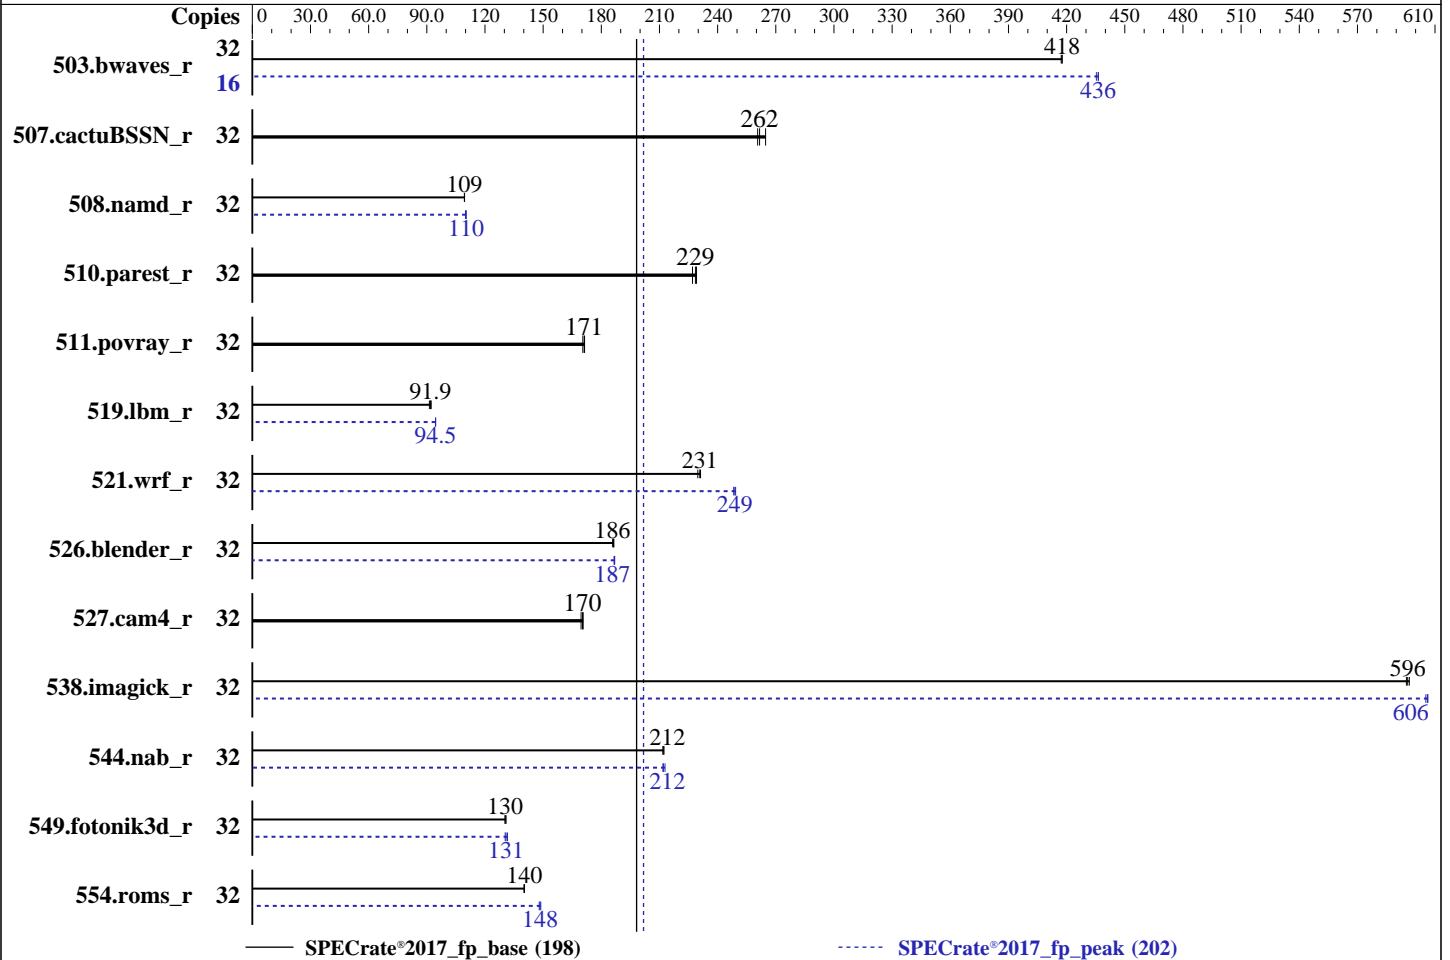 Copies 0 30.0 60.0 90.0 120 150 180 210 240 270 300 330 360 390 420 450 480 510 540 570 610
503.bwaves_r 32 418
16 436
507.cactuBSSN_r 32 262
508.namd_r 32 109
110
510.parest_r 32 229
511.povray_r 32 171
519.lbm_r 32 91.9
94.5
521.wrf_r 32 231
249
526.blender_r 32 186
187
527.cam4_r 32 170
538.imagick_r 32 596
606
544.nab_r 32 212
212
549.fotonik3d_r 32 130
131
554.roms_r 32 140
148
SPECrate®2017_fp_base (198) SPECrate®2017_fp_peak (202)